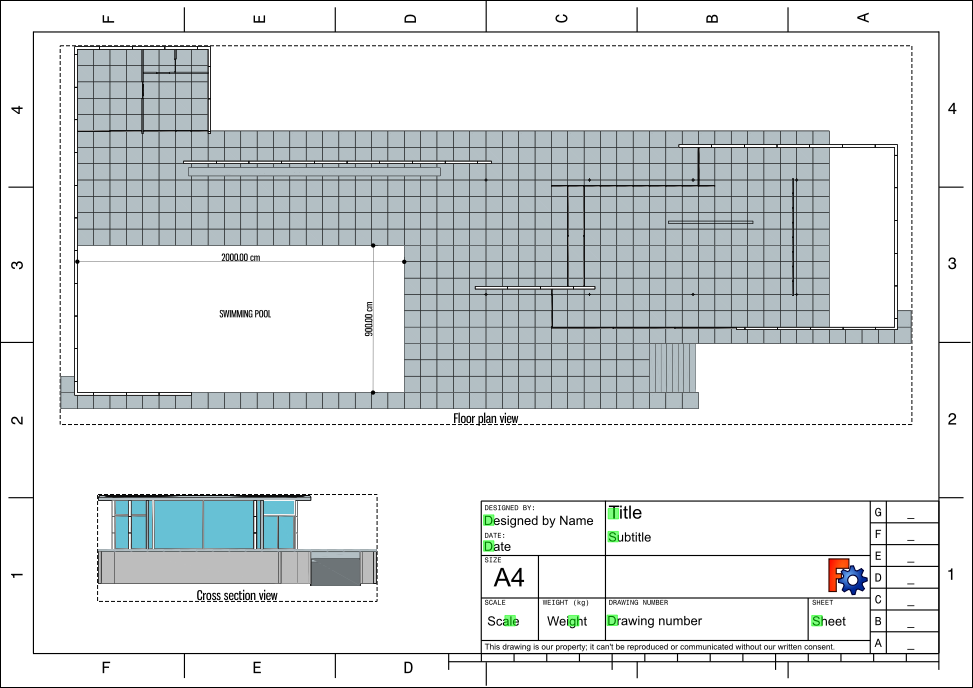 F E D C B A
4 4
2000.00 cm
3 3
900.00 cm
SWIMMING POOL
2 2
Floor plan view
DESIGNED BY:
Designed by Name
Title
G _
DATE:
Date
Subtitle
F _
SIZE
A4
E _
1 1
D _
Cross section view
C _
SCALE
Scale
WEIGHT (kg)
Weight
DRAWING NUMBER
Drawing number
SHEET
Sheet
B _
This drawing is our property; it can't be reproduced or communicated without our written consent.
A _
F E D